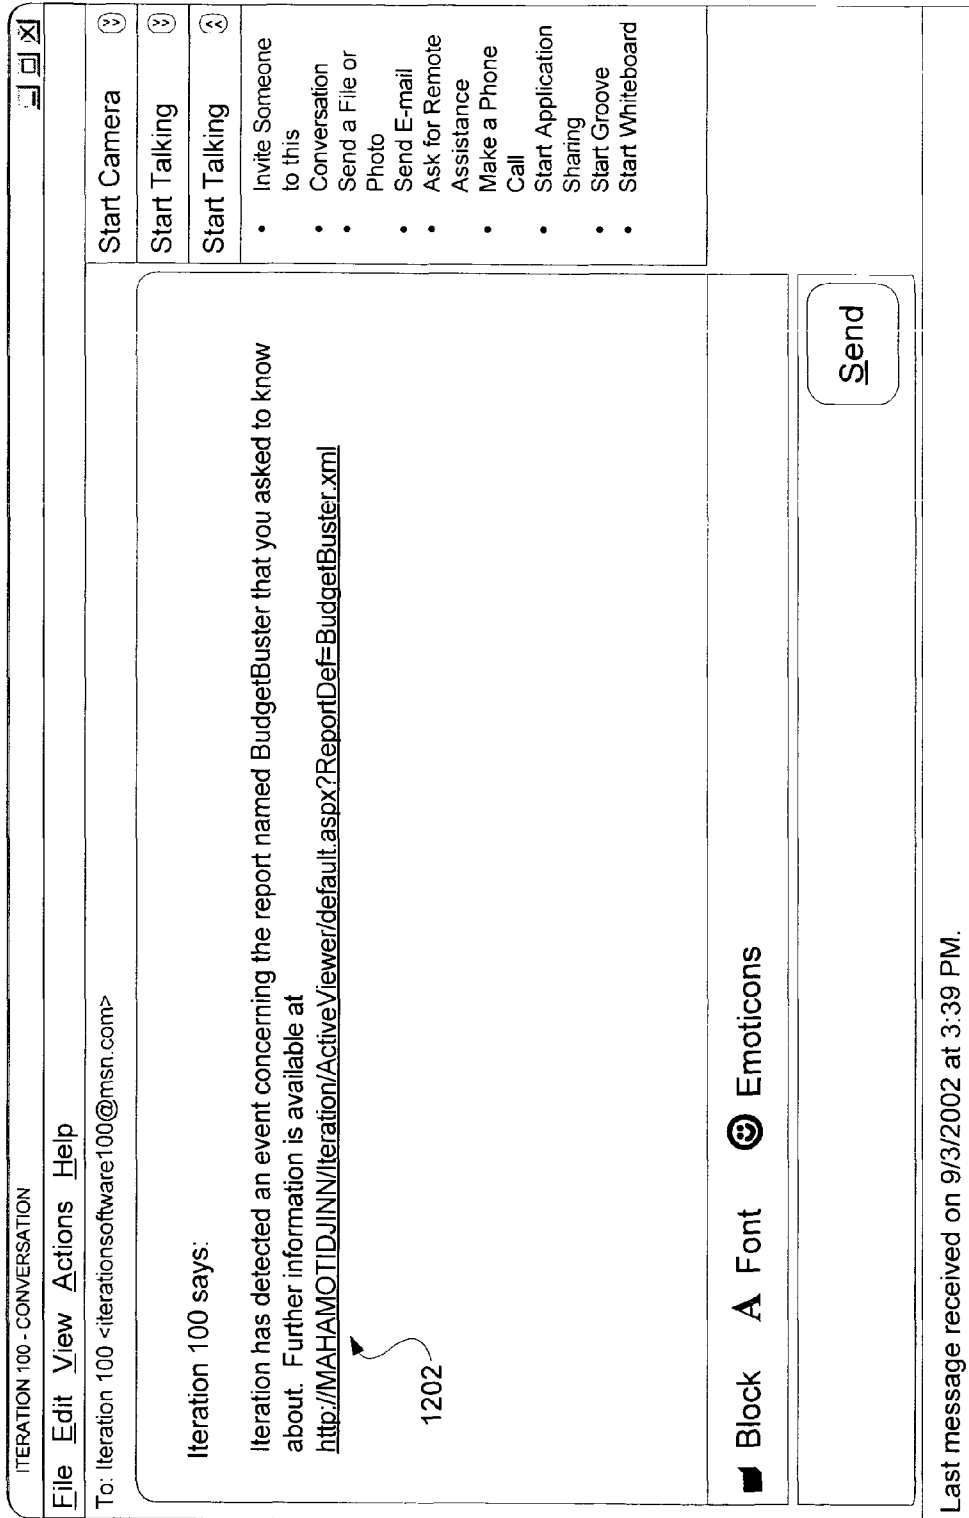 ITERATION 100 - CONVERSATION
File Edit View Actions Help
To: Iteration 100 <iterationsoftware100@msn.com>
Iteration 100 says:
Iteration has detected an event concerning the report named BudgetBuster that you asked to know
about. Further information is available at
http://MAHAMOTIDJINN/Iteration/ActiveViewer/default.aspx?ReportDef=BudgetBuster.xml
1202
Start Camera
Start Talking
Start Talking
• Invite Someone
to this
• Conversation
• Send a File or
Photo
• Send E-mail
• Ask for Remote
Assistance
• Make a Phone
Call
• Start Application
Sharing
• Start Groove
• Start Whiteboard
Block A Font Emoticons
Send
Last message received on 9/3/2002 at 3:39 PM.